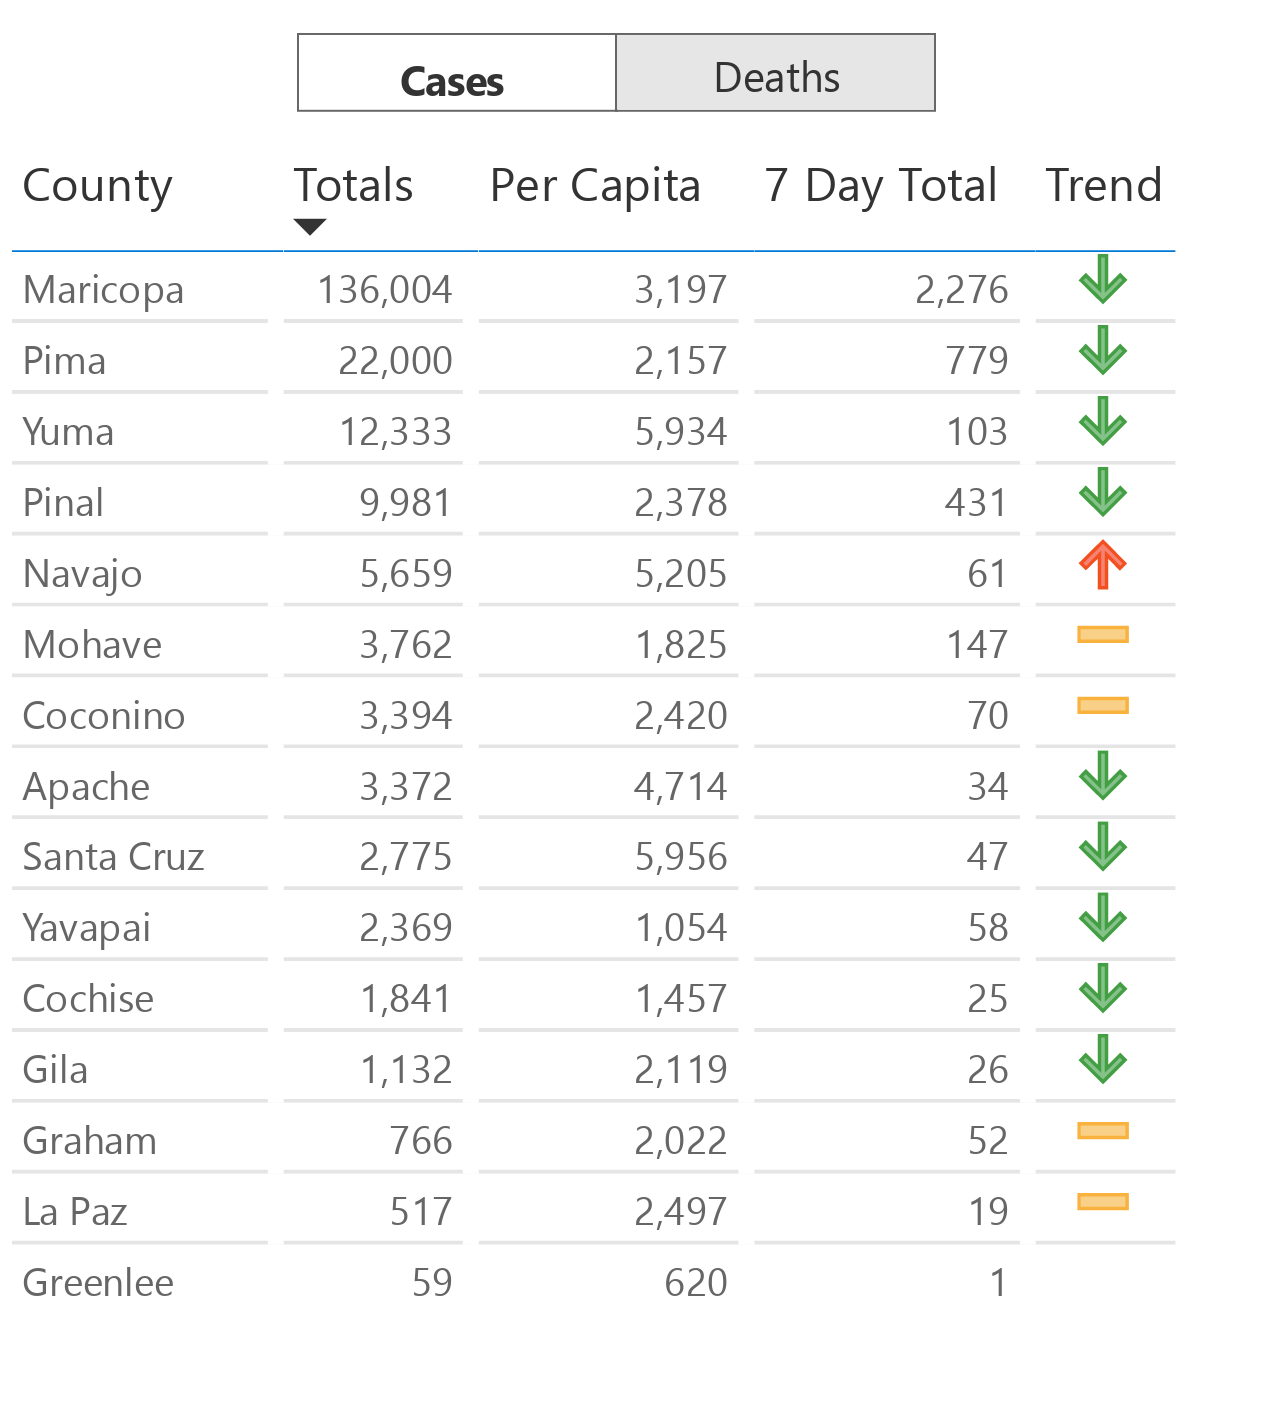 Cases Deaths
County Totals Per Capita 7 Day Total Trend
Maricopa 136,004 3,197 2,276
Pima 22,000 2,157 779
Yuma 12,333 5,934 103
Pinal 9,981 2,378 431
Navajo 5,659 5,205 61
Mohave 3,762 1,825 147
Coconino 3,394 2,420 70
Apache 3,372 4,714 34
Santa Cruz 2,775 5,956 47
Yavapai 2,369 1,054 58
Cochise 1,841 1,457 25
Gila 1,132 2,119 26
Graham 766 2,022 52
La Paz 517 2,497 19
Greenlee 59 620 1